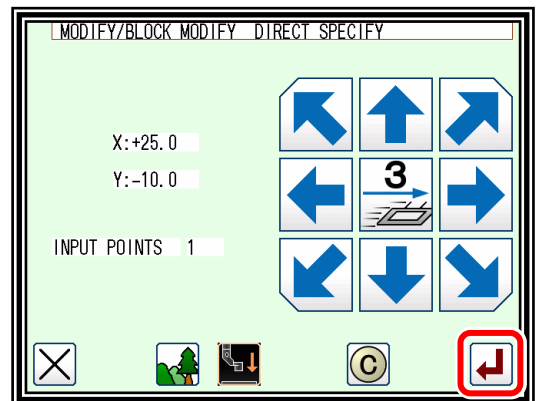 MODIFY/BLOCK MODIFY DIRECT SPECIFY
X:+25.0
3
Y:-10.0
INPUT POINTS 1
C